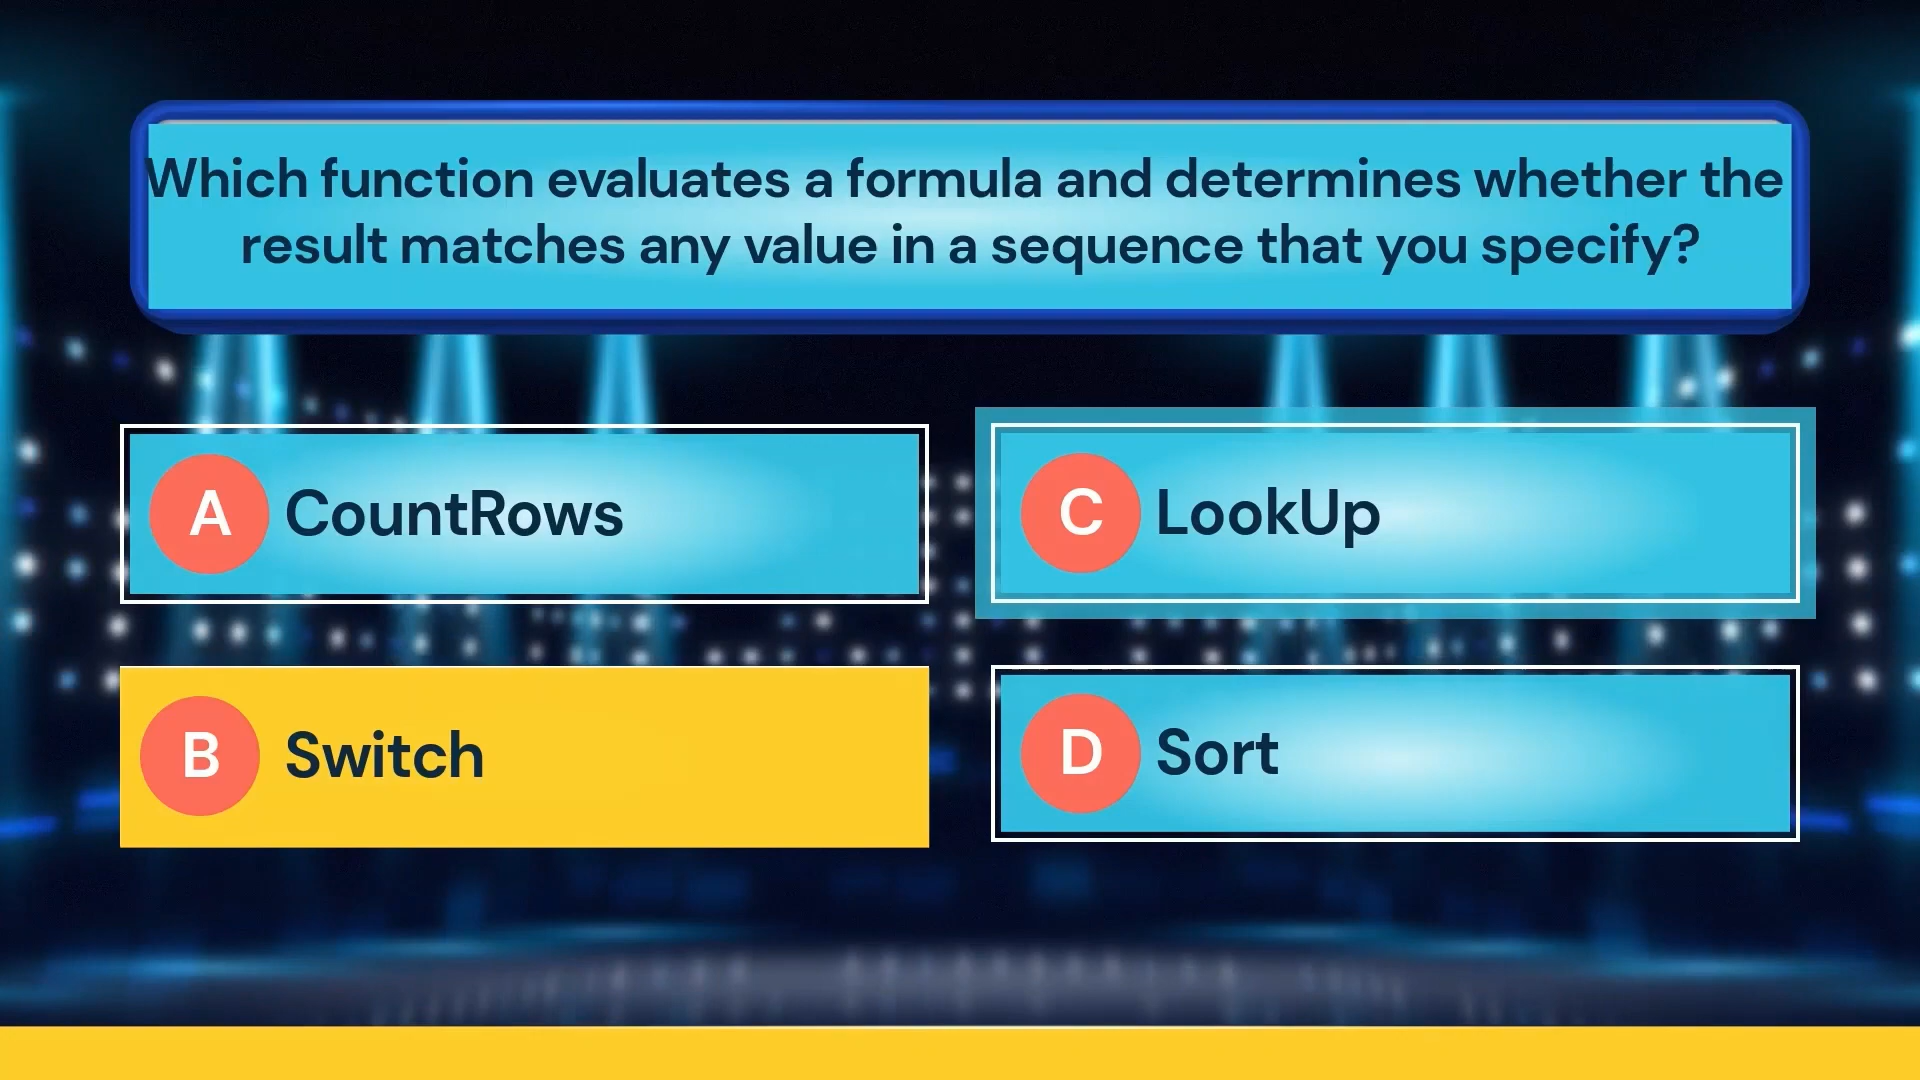 Which function evaluates a formula and determines whether the
result matches any value in a sequence that you specify?
A CountRows
B Switch
C LookUp
D Sort